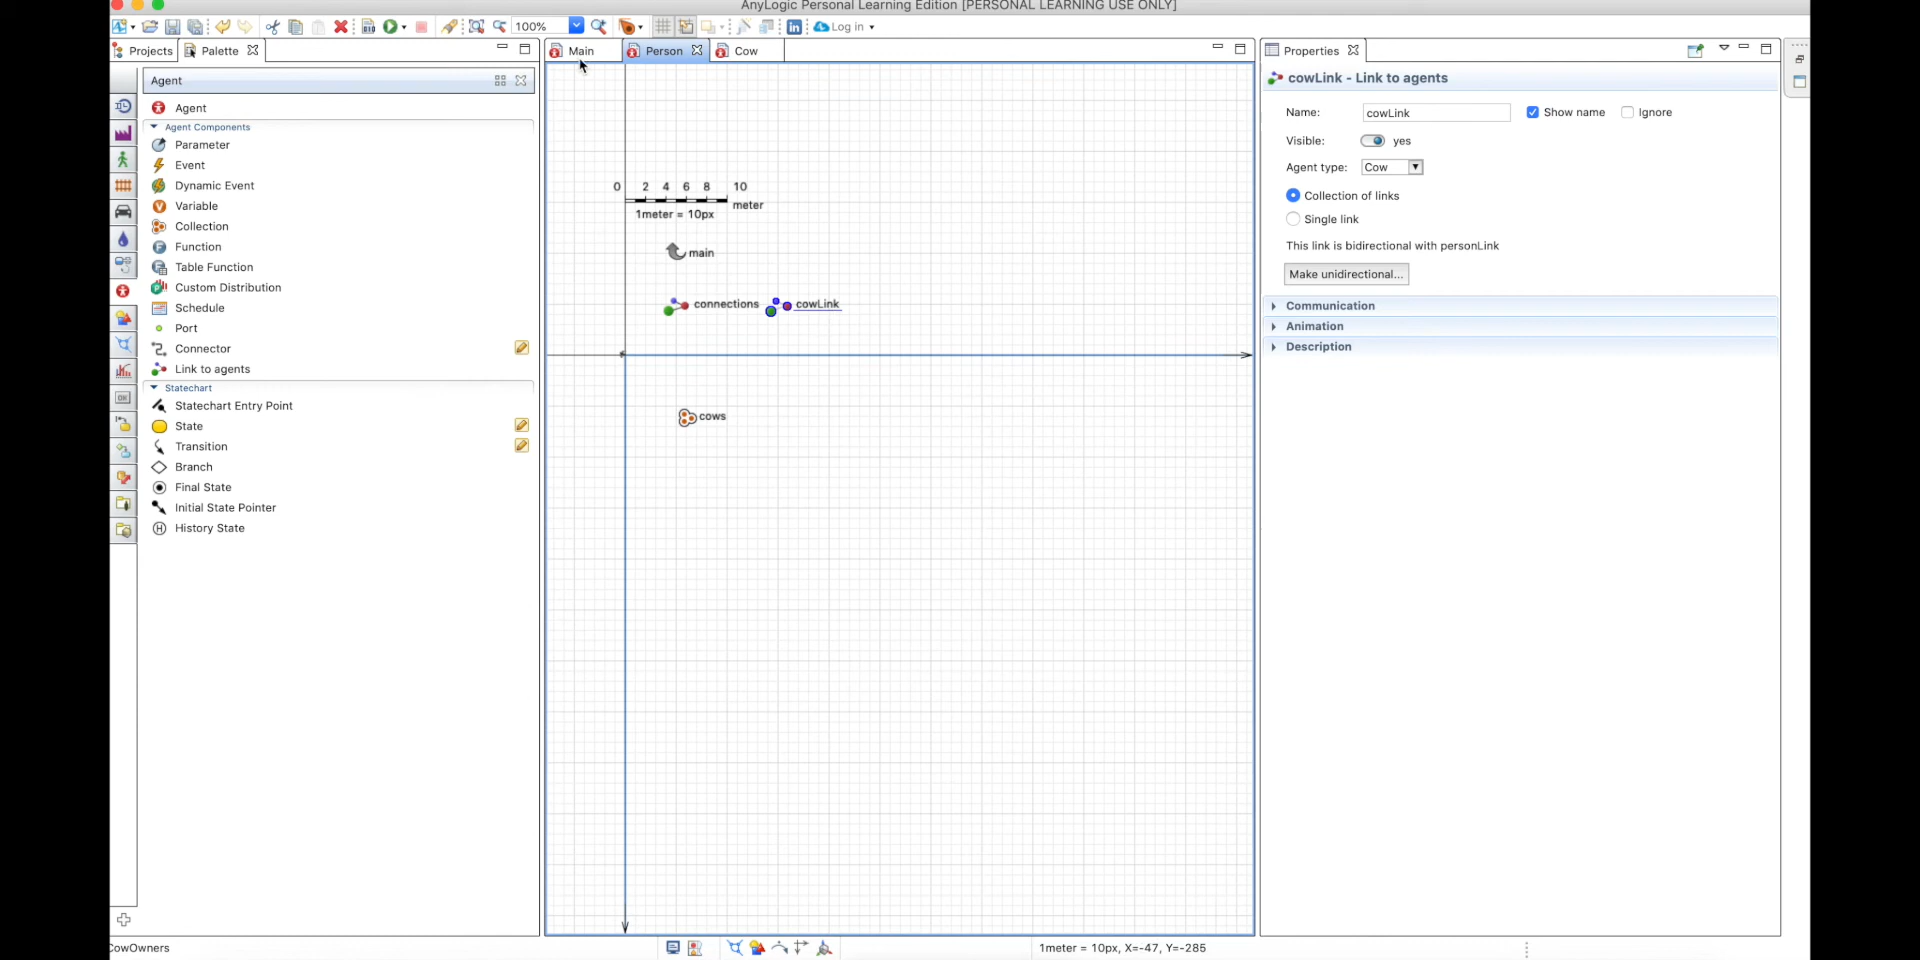 AnyLogic Personal Learning Edition [PERSONAL LEARNING USE ONLY]
100%
Log in
Projects
Palette
Main
Person
Cow
Properties
Agent
Agent
Agent Components
Parameter
Event
Dynamic Event
Variable
Collection
Function
Table Function
Custom Distribution
Schedule
Port
Connector
Link to agents
Statechart
Statechart Entry Point
State
Transition
Branch
Final State
Initial State Pointer
History State
0 2 4 6 8 10
meter
1meter = 10px
main
connections
cowLink
cows
cowLink - Link to agents
Name: cowLink Show name Ignore
Visible: yes
Agent type: Cow
Collection of links
Single link
This link is bidirectional with personLink
Make unidirectional...
Communication
Animation
Description
CowOwners
1meter = 10px, X=-47, Y=-285